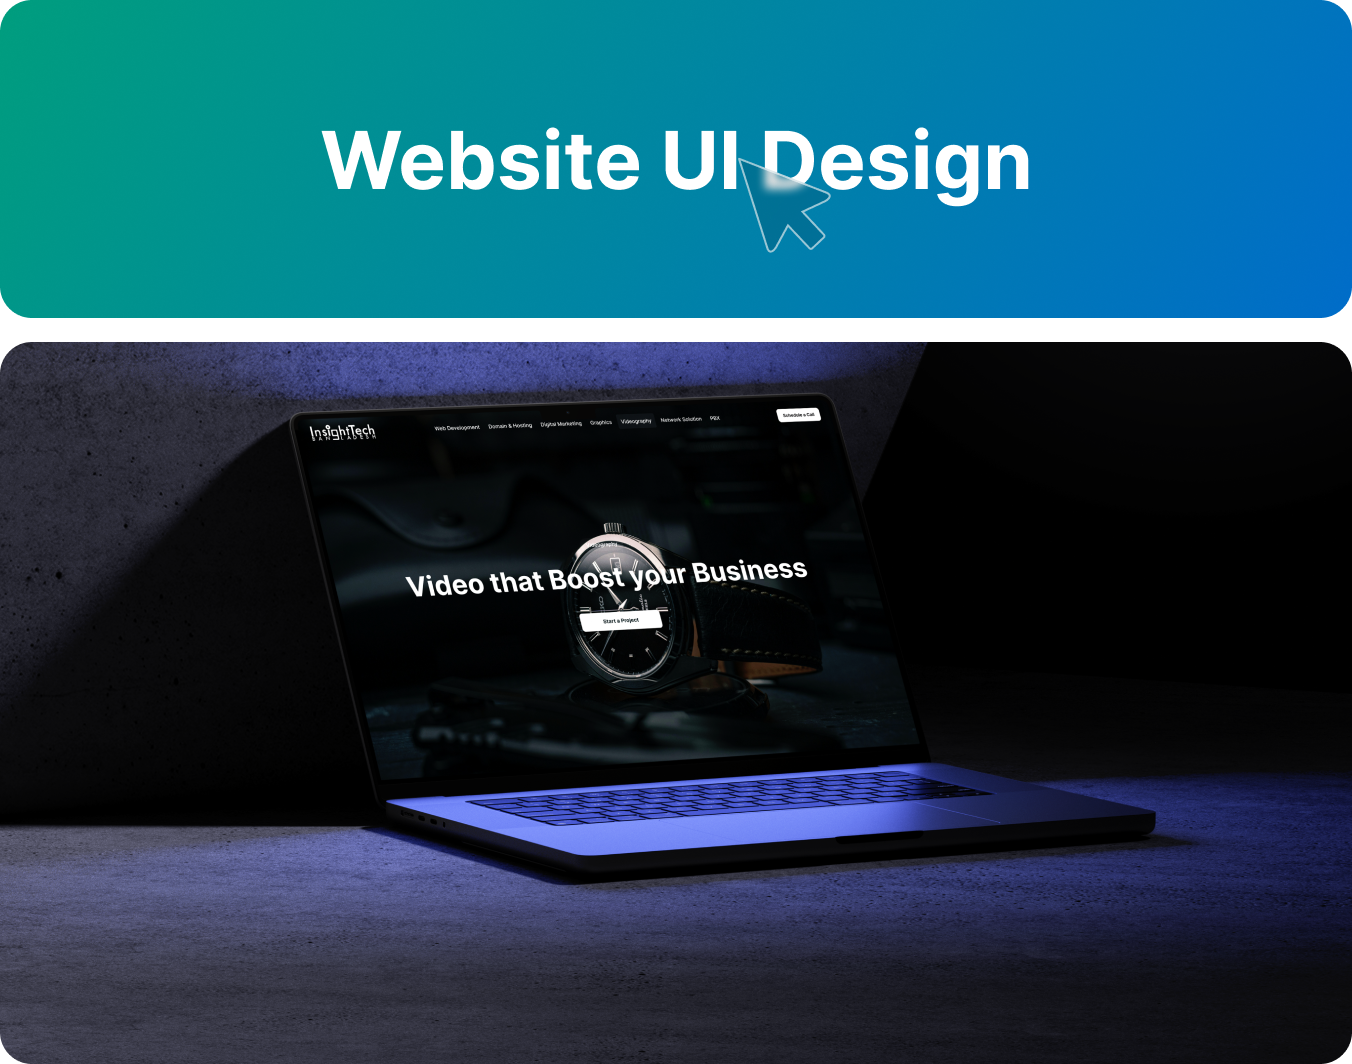 Website UI Design
InsightTech
BANGLADESH
Web Development Domain & Hosting Digital Marketing Graphics Videography Network Solution PBX
Schedule a Call
Video that Boost your Business
Start a Project